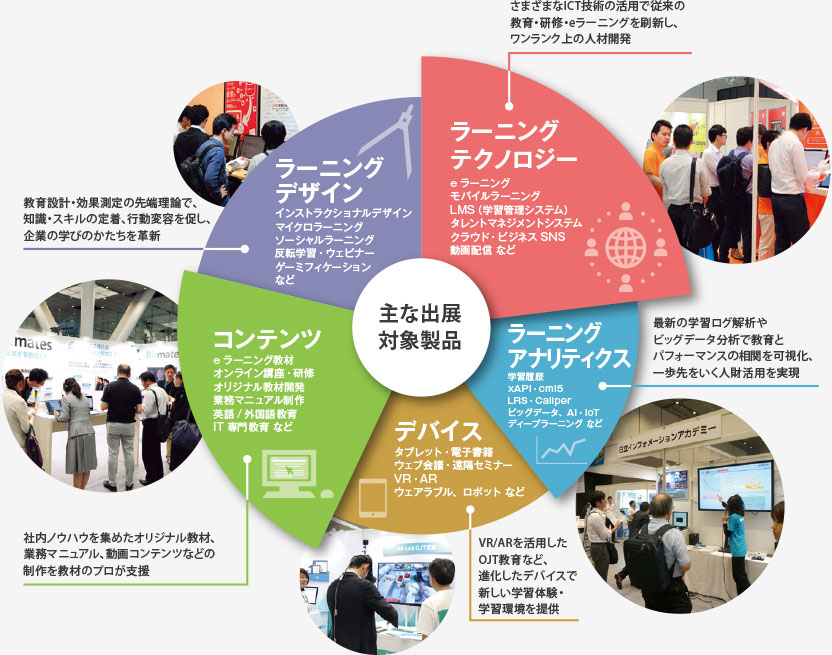 さまざまなICT技術の活用で従来の
教育・研修・eラーニングを刷新し、
ワンランク上の人材開発
ラーニング
テクノロジー
eラーニング
モバイルラーニング
LMS（学習管理システム）
タレントマネジメントシステム
クラウド・ビジネスSNS
動画配信 など
ラーニング
デザイン
インストラクショナルデザイン
マイクロラーニング
ソーシャルラーニング
反転学習・ウェビナー
ゲーミフィケーション
など
教育設計・効果測定の先端理論で、
知識・スキルの定着、行動変容を促し、
企業の学びのかたちを革新
主な出展
対象製品
コンテンツ
eラーニング教材
オンライン講座・研修
オリジナル教材開発
業務マニュアル制作
英語/外国語教育
IT専門教育 など
ラーニング
アナリティクス
学習履歴
xAPI・cmi5
LRS・Caliper
ビッグデータ、AI・IoT
ディープラーニング など
最新の学習ログ解析や
ビッグデータ分析で教育と
パフォーマンスの相関を可視化、
一歩先をいく人財活用を実現
デバイス
タブレット・電子書籍
ウェブ会議・遠隔セミナー
VR・AR
ウェアラブル、ロボット など
mates
Bizmates
日立インフォメーションアカデミー
社内ノウハウを集めたオリジナル教材、
業務マニュアル、動画コンテンツなどの
制作を教材のプロが支援
VR/ARを活用した
OJT教育など、
進化したデバイスで
新しい学習体験・
学習環境を提供